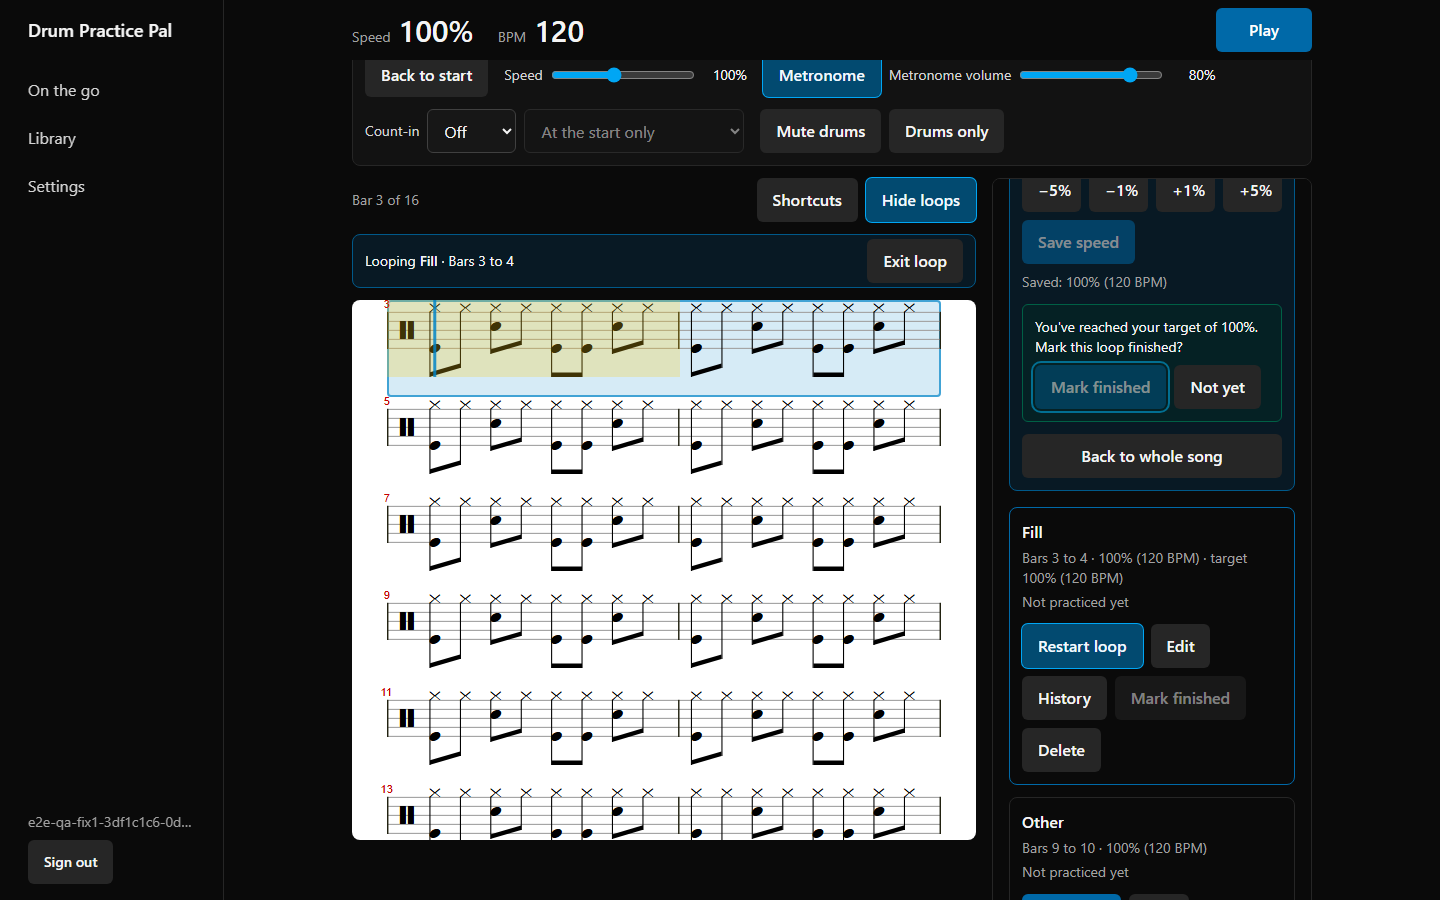 Drum Practice Pal
On the go
Library
Settings
e2e-qa-fix1-3df1c1c6-0d...
Sign out
Speed 100% BPM 120
Play
Back to start Speed 100% Metronome Metronome volume 80%
Count-in Off At the start only Mute drums Drums only
Bar 3 of 16 Shortcuts Hide loops
Looping Fill · Bars 3 to 4 Exit loop
3
5
7
9
11
13
−5% −1% +1% +5%
Save speed
Saved: 100% (120 BPM)
You've reached your target of 100%.
Mark this loop finished?
Mark finished Not yet
Back to whole song
Fill
Bars 3 to 4 · 100% (120 BPM) · target
100% (120 BPM)
Not practiced yet
Restart loop Edit
History Mark finished
Delete
Other
Bars 9 to 10 · 100% (120 BPM)
Not practiced yet